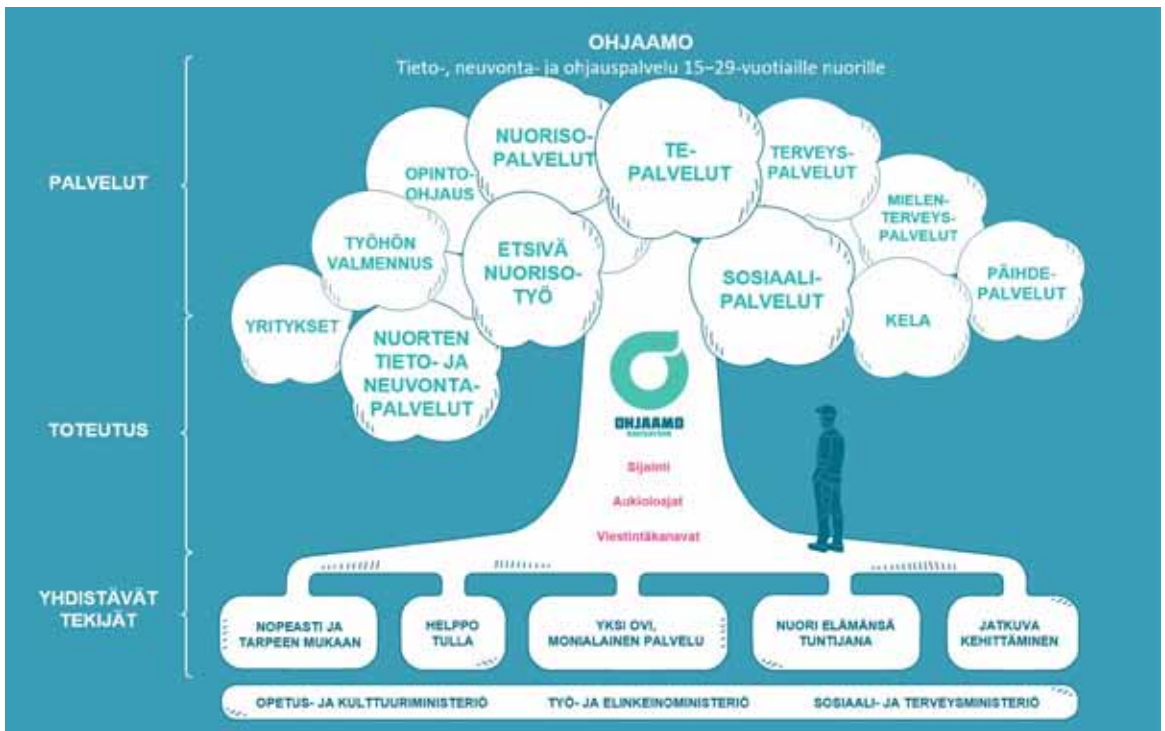 OHJAAMO
Tieto-, neuvonta- ja ohjauspalvelu 15–29-vuotiaille nuorille
PALVELUT
TOTEUTUS
YHDISTÄVÄT
TEKIJÄT
NUORISO-
PALVELUT
TE-
PALVELUT
TERVEYS-
PALVELUT
OPINTO-
OHJAUS
MIELEN-
TERVEYS-
PALVELUT
TYÖHÖN
VALMENNUS
ETSIVÄ
NUORISO-
TYÖ
SOSIAALI-
PALVELUT
PÄIHDE-
PALVELUT
YRITYKSET
KELA
NUORTEN
TIETO- JA
NEUVONTA-
PALVELUT
OHJAAMO
Sijainti
Aukioloajat
Viestintäkanavat
NOPEASTI JA
TARPEEN MUKAAN
HELPPO
TULLA
YKSI OVI,
MONIALAINEN PALVELU
NUORI ELÄMÄNSÄ
TUNTIJANA
JATKUVA
KEHITTÄMINEN
OPETUS- JA KULTTUURIMINISTERIÖ
TYÖ- JA ELINKEINOMINISTERIÖ
SOSIAALI- JA TERVEYSMINISTERIÖ